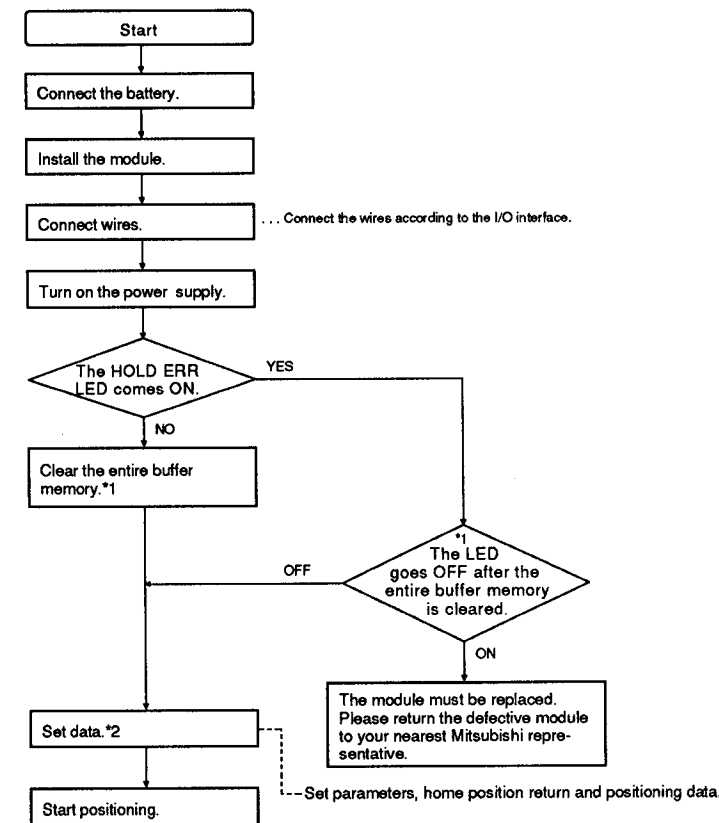 Start
Connect the battery.
Install the module.
Connect wires.
. . . Connect the wires according to the I/O interface.
Turn on the power supply.
The HOLD ERR
LED comes ON.
YES
NO
Clear the entire buffer
memory.*1
*1
The LED
goes OFF after the
entire buffer memory
is cleared.
OFF
ON
The module must be replaced.
Please return the defective module
to your nearest Mitsubishi repre-
sentative.
Set data.*2
Set parameters, home position return and positioning data.
Start positioning.